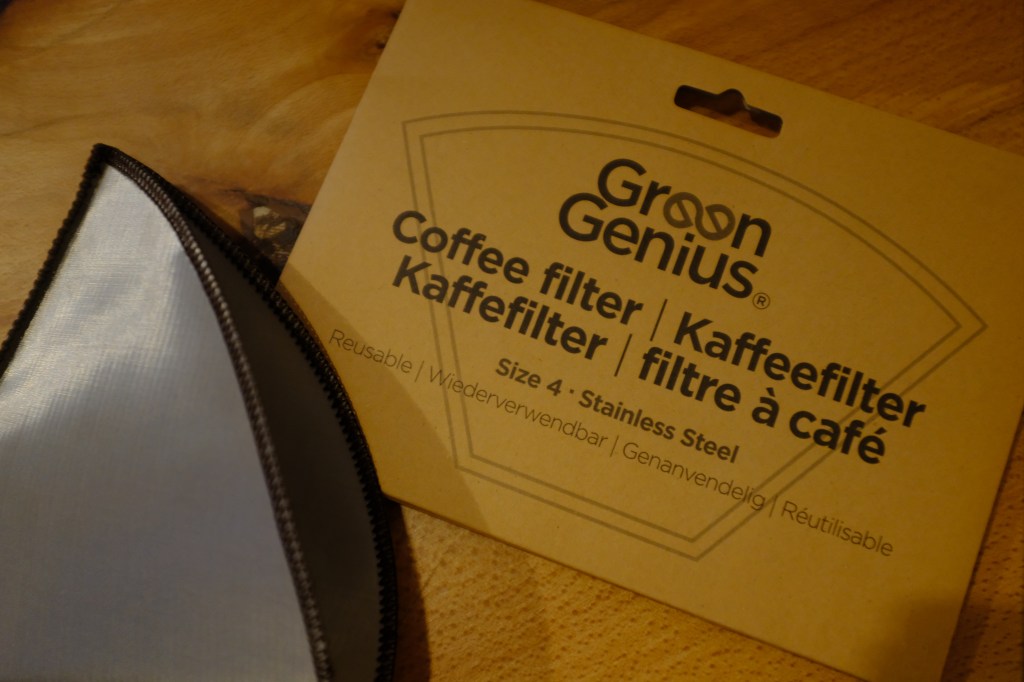 Green
Genius®
Coffee filter | Kaffeefilter
Kaffefilter | filtre à café
Size 4 · Stainless Steel
Reusable | Wiederverwendbar | Genanvendelig | Réutilisable